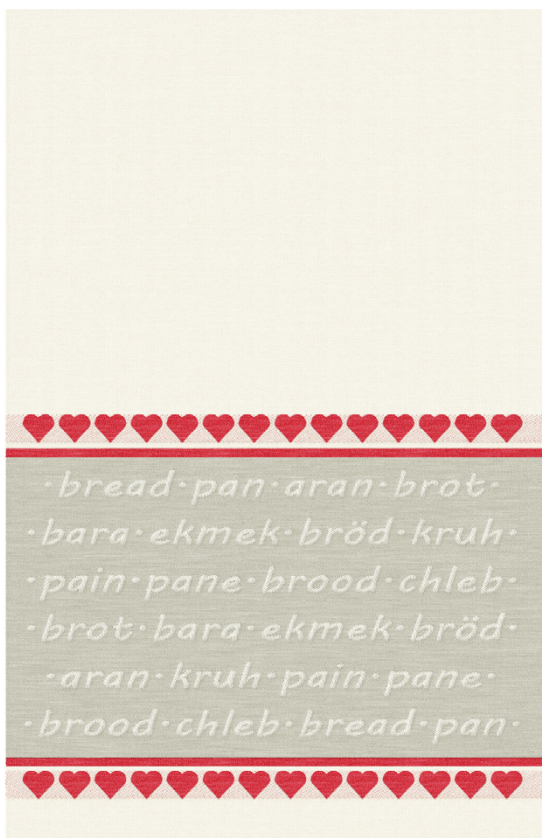 ·bread·pan·aran·brot·
·bara·ekmek·bröd·kruh·
·pain·pane·brood·chleb·
·brot·bara·ekmek·bröd·
·aran·kruh·pain·pane·
·brood·chleb·bread·pan·